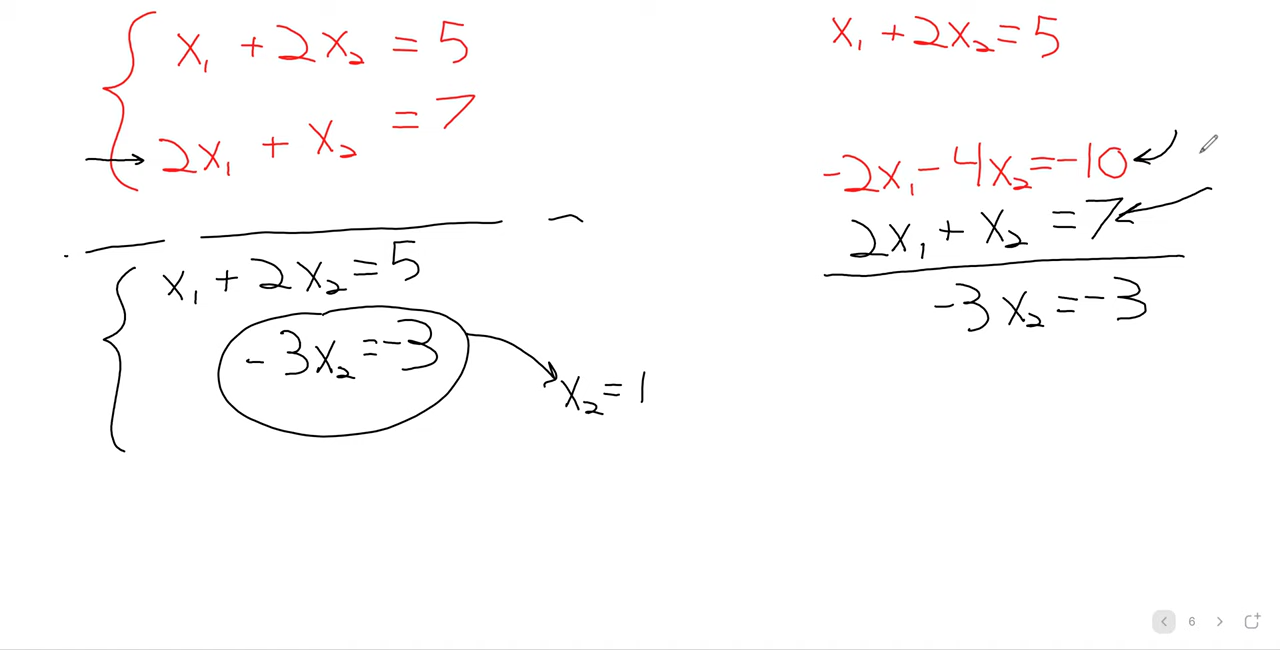 x₁ + 2x₂ = 5
2x₁ + x₂ = 7
x₁ + 2x₂ = 5
-3x₂ = -3
x₂ = 1
x₁ + 2x₂ = 5
-2x₁ - 4x₂ = -10
2x₁ + x₂ = 7
-3x₂ = -3
6